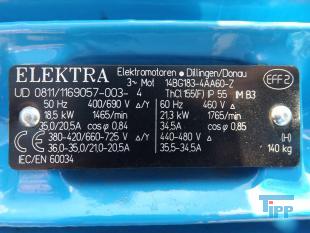 ELEKTRA Elektromotoren • Dillingen/Donau
3~ Mot 14BG183-4AA60-Z EFF2
UD 0811/1169057-003-4 ThCl.155(F) IP 55 IM B3
50 Hz 400/690 V Δ/Y 60 Hz 460 V Δ
18,5 kW 1465/min 21,3 kW 1765/min
35,0/20,5A cos φ 0,84 34,5A cos φ 0,85
380-420/660-725 V Δ/Y 440-480 V Δ (H)
36,0-35,0/21,0-20,5A 35,5-34,5A 140 kg
IEC/EN 60034
TIPP